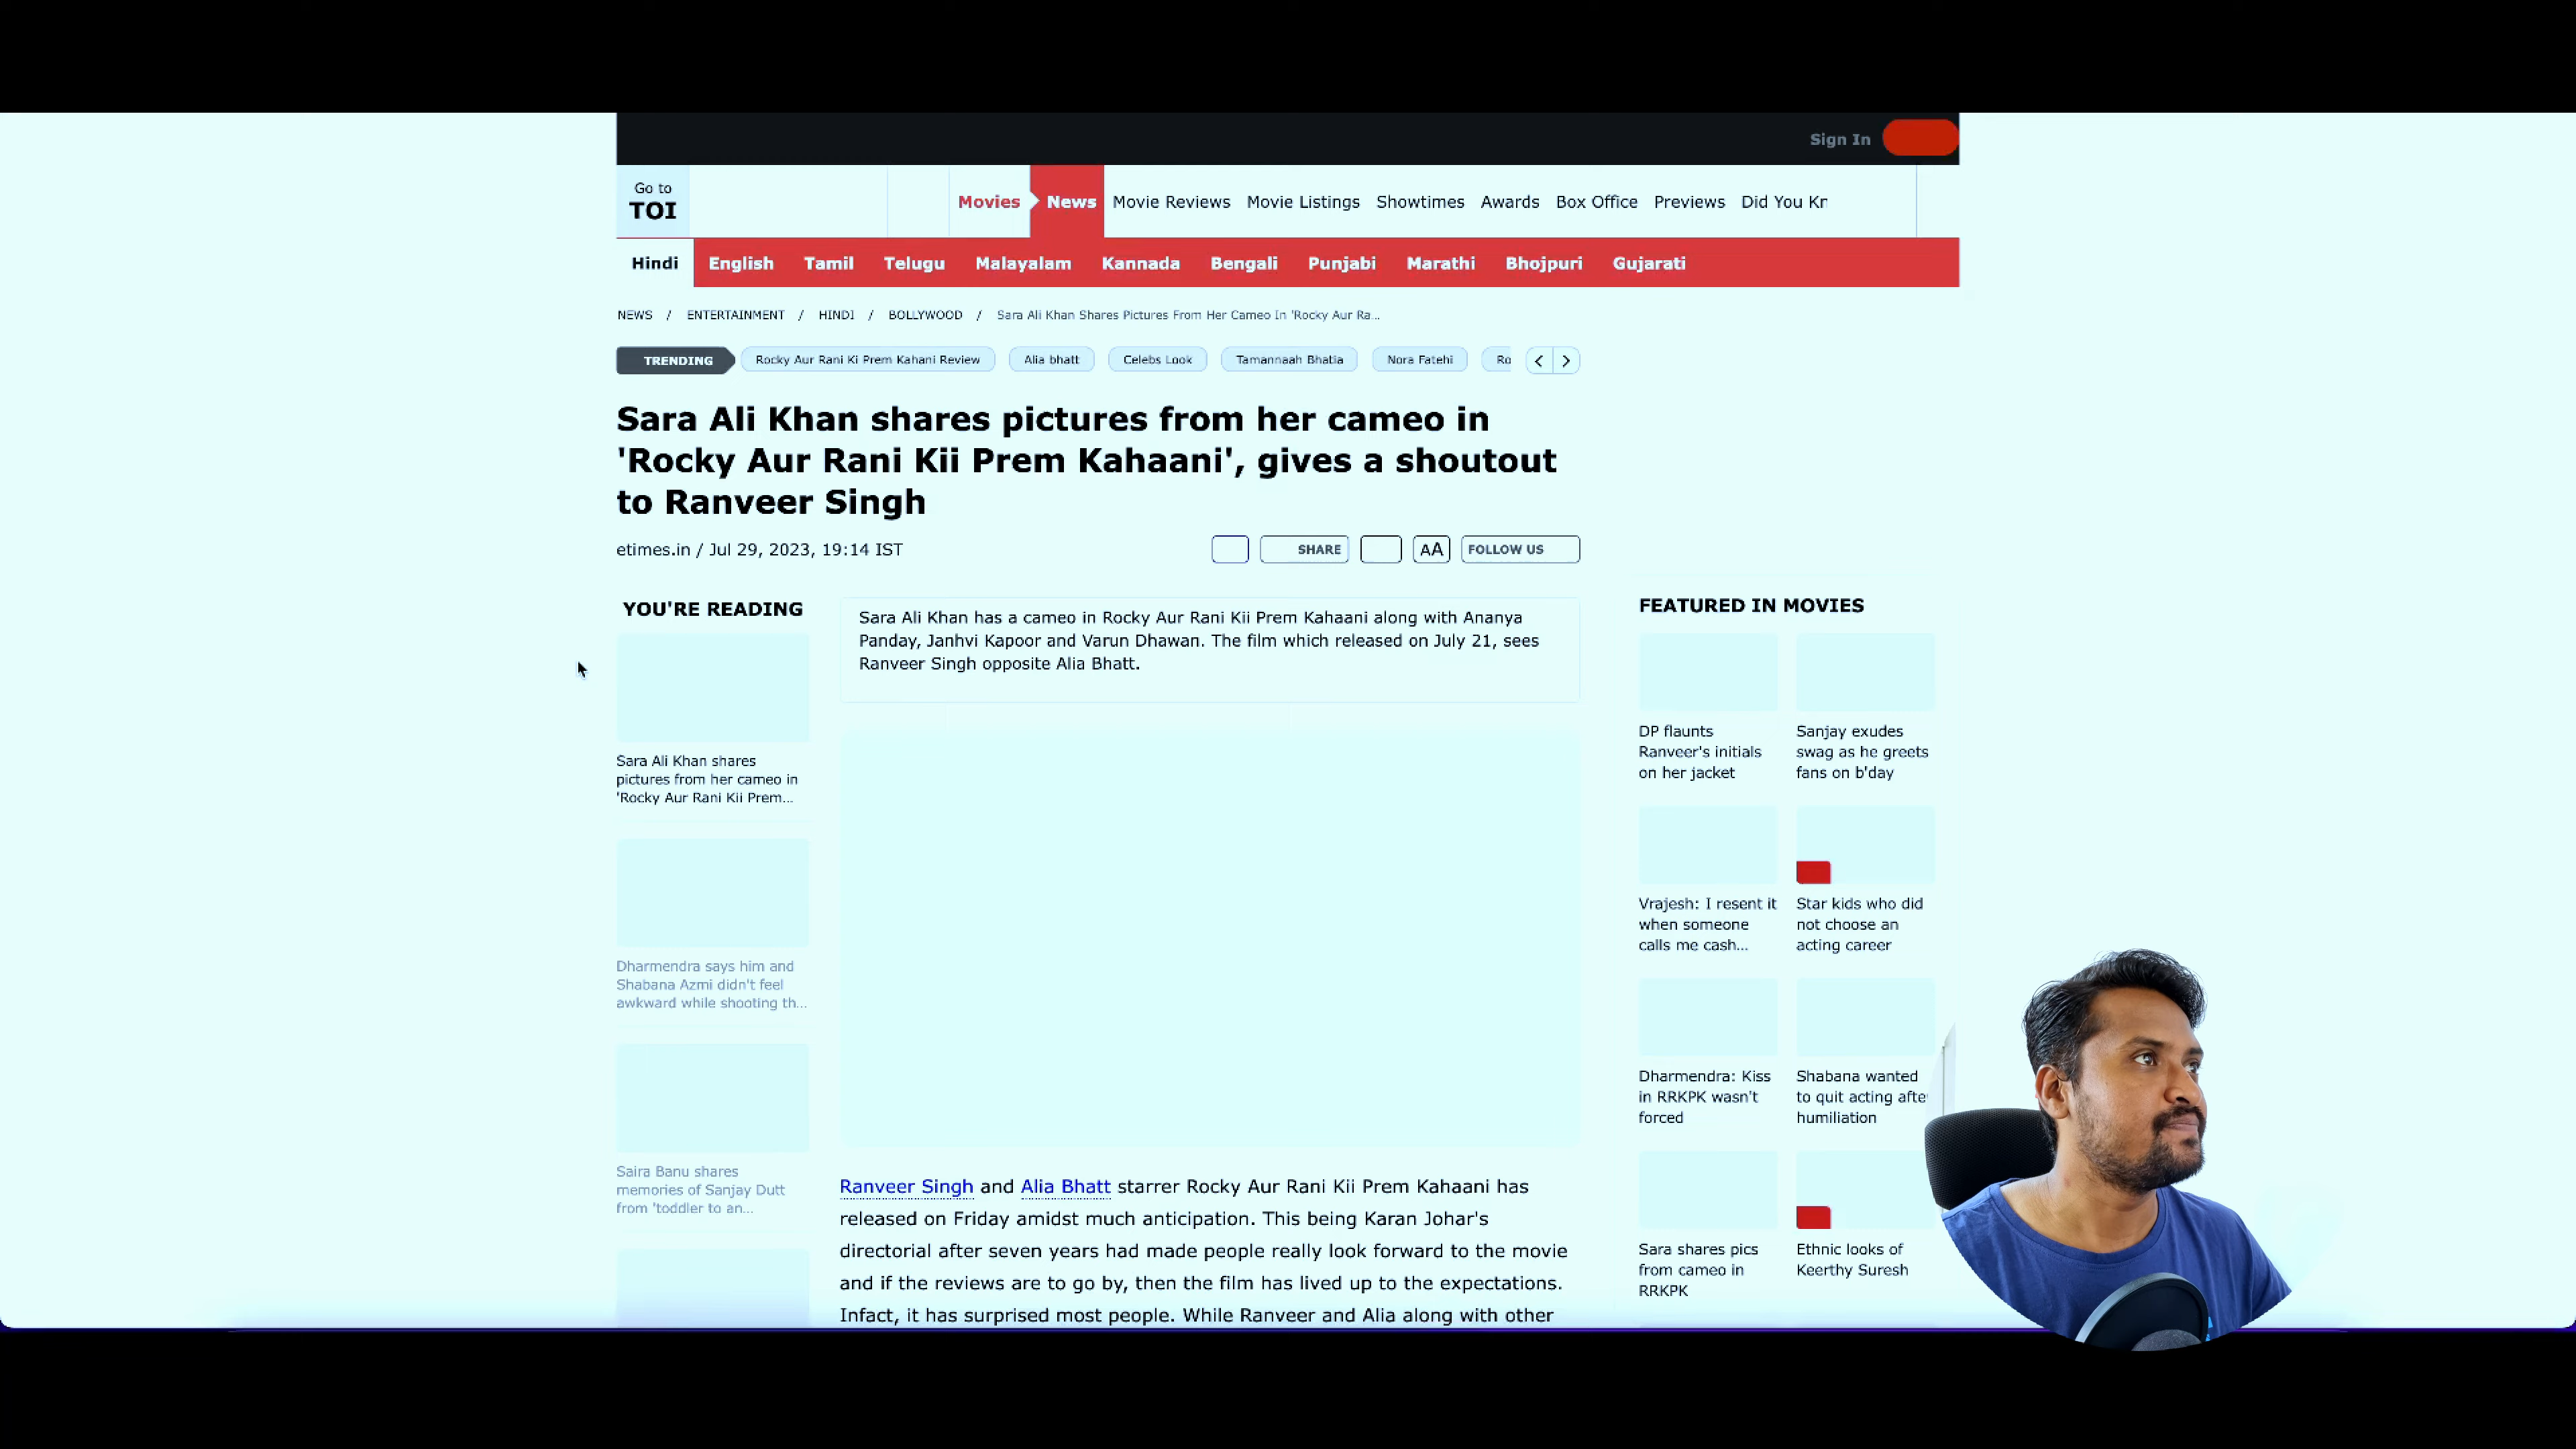 Sign In
Go to
TOI
Movies News Movie Reviews Movie Listings Showtimes Awards Box Office Previews Did You Kr
Hindi English Tamil Telugu Malayalam Kannada Bengali Punjabi Marathi Bhojpuri Gujarati
NEWS / ENTERTAINMENT / HINDI / BOLLYWOOD / Sara Ali Khan Shares Pictures From Her Cameo In 'Rocky Aur Ra...
TRENDING Rocky Aur Rani Ki Prem Kahani Review Alia bhatt Celebs Look Tamannaah Bhatia Nora Fatehi Ro
Sara Ali Khan shares pictures from her cameo in
'Rocky Aur Rani Kii Prem Kahaani', gives a shoutout
to Ranveer Singh
etimes.in / Jul 29, 2023, 19:14 IST
SHARE AA FOLLOW US
YOU'RE READING
Sara Ali Khan shares
pictures from her cameo in
'Rocky Aur Rani Kii Prem...
Dharmendra says him and
Shabana Azmi didn't feel
awkward while shooting th...
Saira Banu shares
memories of Sanjay Dutt
from 'toddler to an...
Sara Ali Khan has a cameo in Rocky Aur Rani Kii Prem Kahaani along with Ananya
Panday, Janhvi Kapoor and Varun Dhawan. The film which released on July 21, sees
Ranveer Singh opposite Alia Bhatt.
Ranveer Singh and Alia Bhatt starrer Rocky Aur Rani Kii Prem Kahaani has
released on Friday amidst much anticipation. This being Karan Johar's
directorial after seven years had made people really look forward to the movie
and if the reviews are to go by, then the film has lived up to the expectations.
Infact, it has surprised most people. While Ranveer and Alia along with other
FEATURED IN MOVIES
DP flaunts
Ranveer's initials
on her jacket
Sanjay exudes
swag as he greets
fans on b'day
Vrajesh: I resent it
when someone
calls me cash...
Star kids who did
not choose an
acting career
Dharmendra: Kiss
in RRKPK wasn't
forced
Shabana wanted
to quit acting afte
humiliation
Sara shares pics
from cameo in
RRKPK
Ethnic looks of
Keerthy Suresh